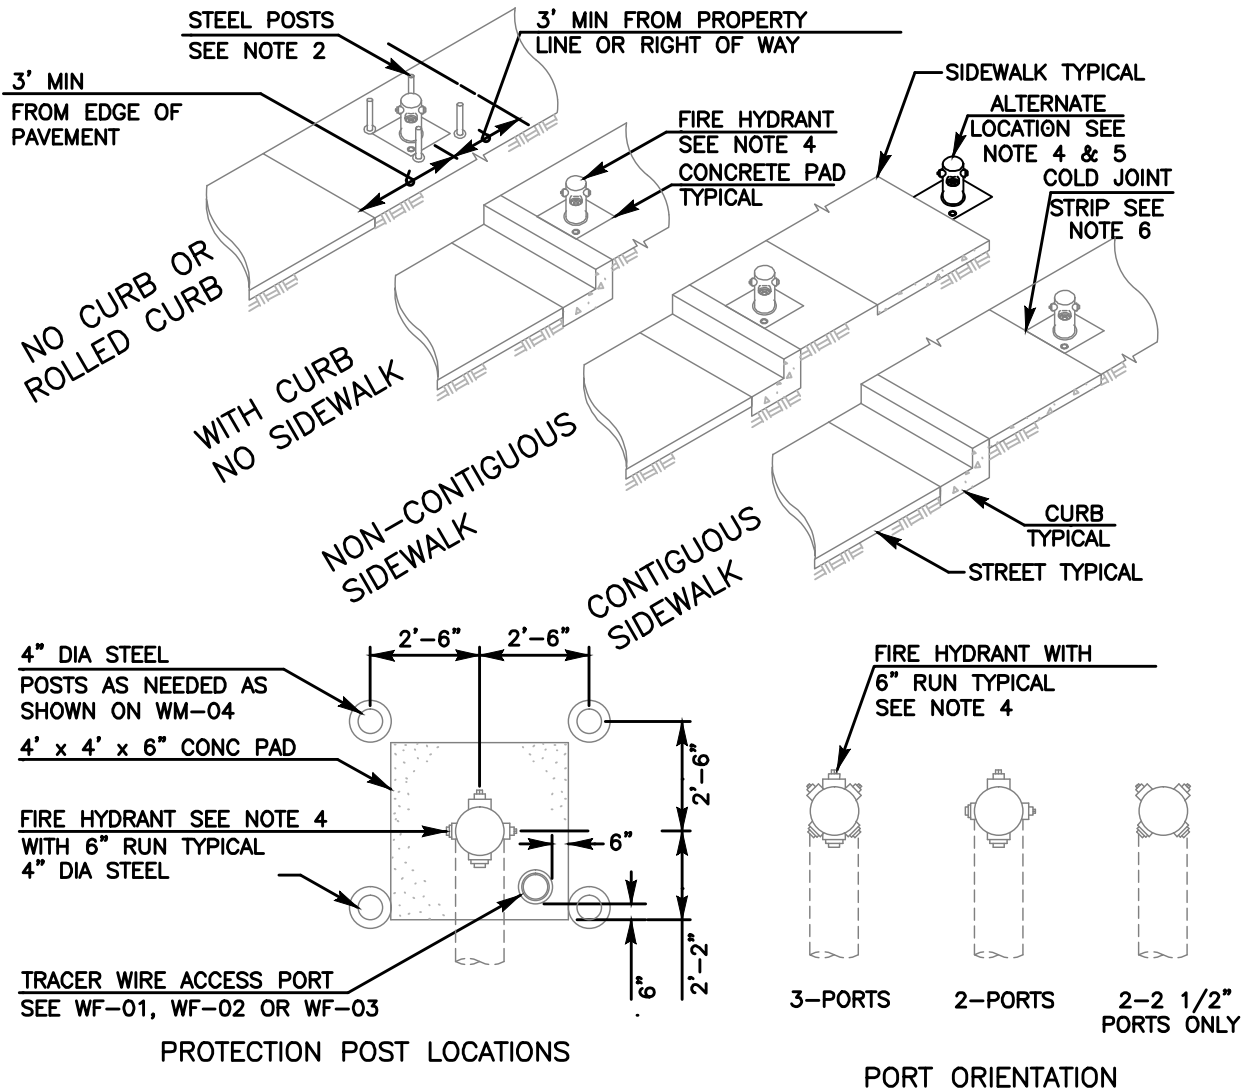 STEEL POSTS
SEE NOTE 2
3' MIN FROM PROPERTY
LINE OR RIGHT OF WAY
3' MIN
FROM EDGE OF
PAVEMENT
SIDEWALK TYPICAL
FIRE HYDRANT
SEE NOTE 4
CONCRETE PAD
TYPICAL
ALTERNATE
LOCATION SEE
NOTE 4 & 5
COLD JOINT
STRIP SEE
NOTE 6
NO CURB OR
ROLLED CURB
WITH CURB
NO SIDEWALK
NON-CONTIGUOUS
SIDEWALK
CONTIGUOUS
SIDEWALK
CURB
TYPICAL
STREET TYPICAL
2'-6"
2'-6"
4" DIA STEEL
POSTS AS NEEDED AS
SHOWN ON WM-04
4' x 4' x 6" CONC PAD
2'-6"
FIRE HYDRANT SEE NOTE 4
WITH 6" RUN TYPICAL
4" DIA STEEL
6"
TRACER WIRE ACCESS PORT
SEE WF-01, WF-02 OR WF-03
6"
2'-2"
PROTECTION POST LOCATIONS
FIRE HYDRANT WITH
6" RUN TYPICAL
SEE NOTE 4
3-PORTS
2-PORTS
2-2 1/2"
PORTS ONLY
PORT ORIENTATION